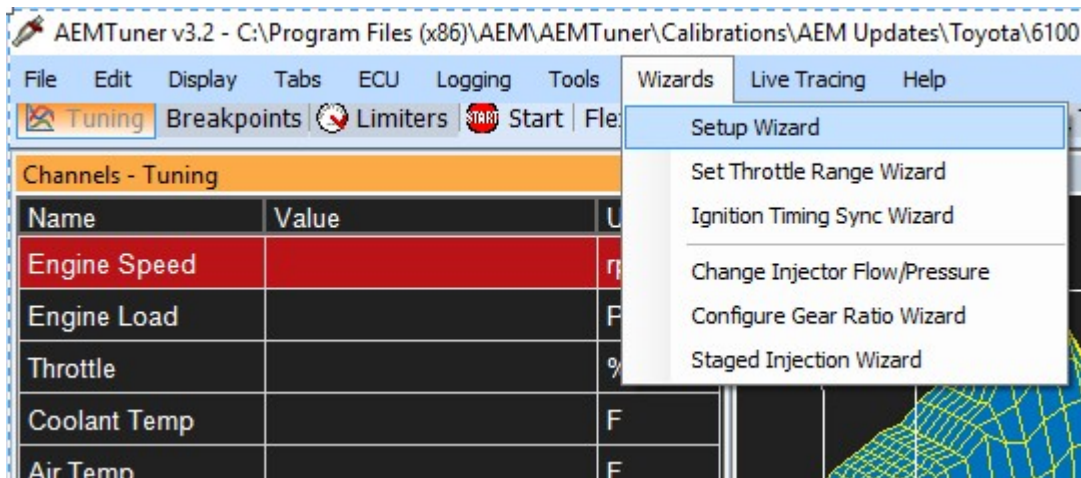 AEMTuner v3.2 - C:\Program Files (x86)\AEM\AEMTuner\Calibrations\AEM Updates\Toyota\6100
File Edit Display Tabs ECU Logging Tools Wizards Live Tracing Help
Tuning Breakpoints Limiters START Start Fle
Setup Wizard
Set Throttle Range Wizard
Ignition Timing Sync Wizard
Change Injector Flow/Pressure
Configure Gear Ratio Wizard
Staged Injection Wizard
Channels - Tuning
Name Value U
Engine Speed
Engine Load
Throttle %
Coolant Temp F
Air Temp F